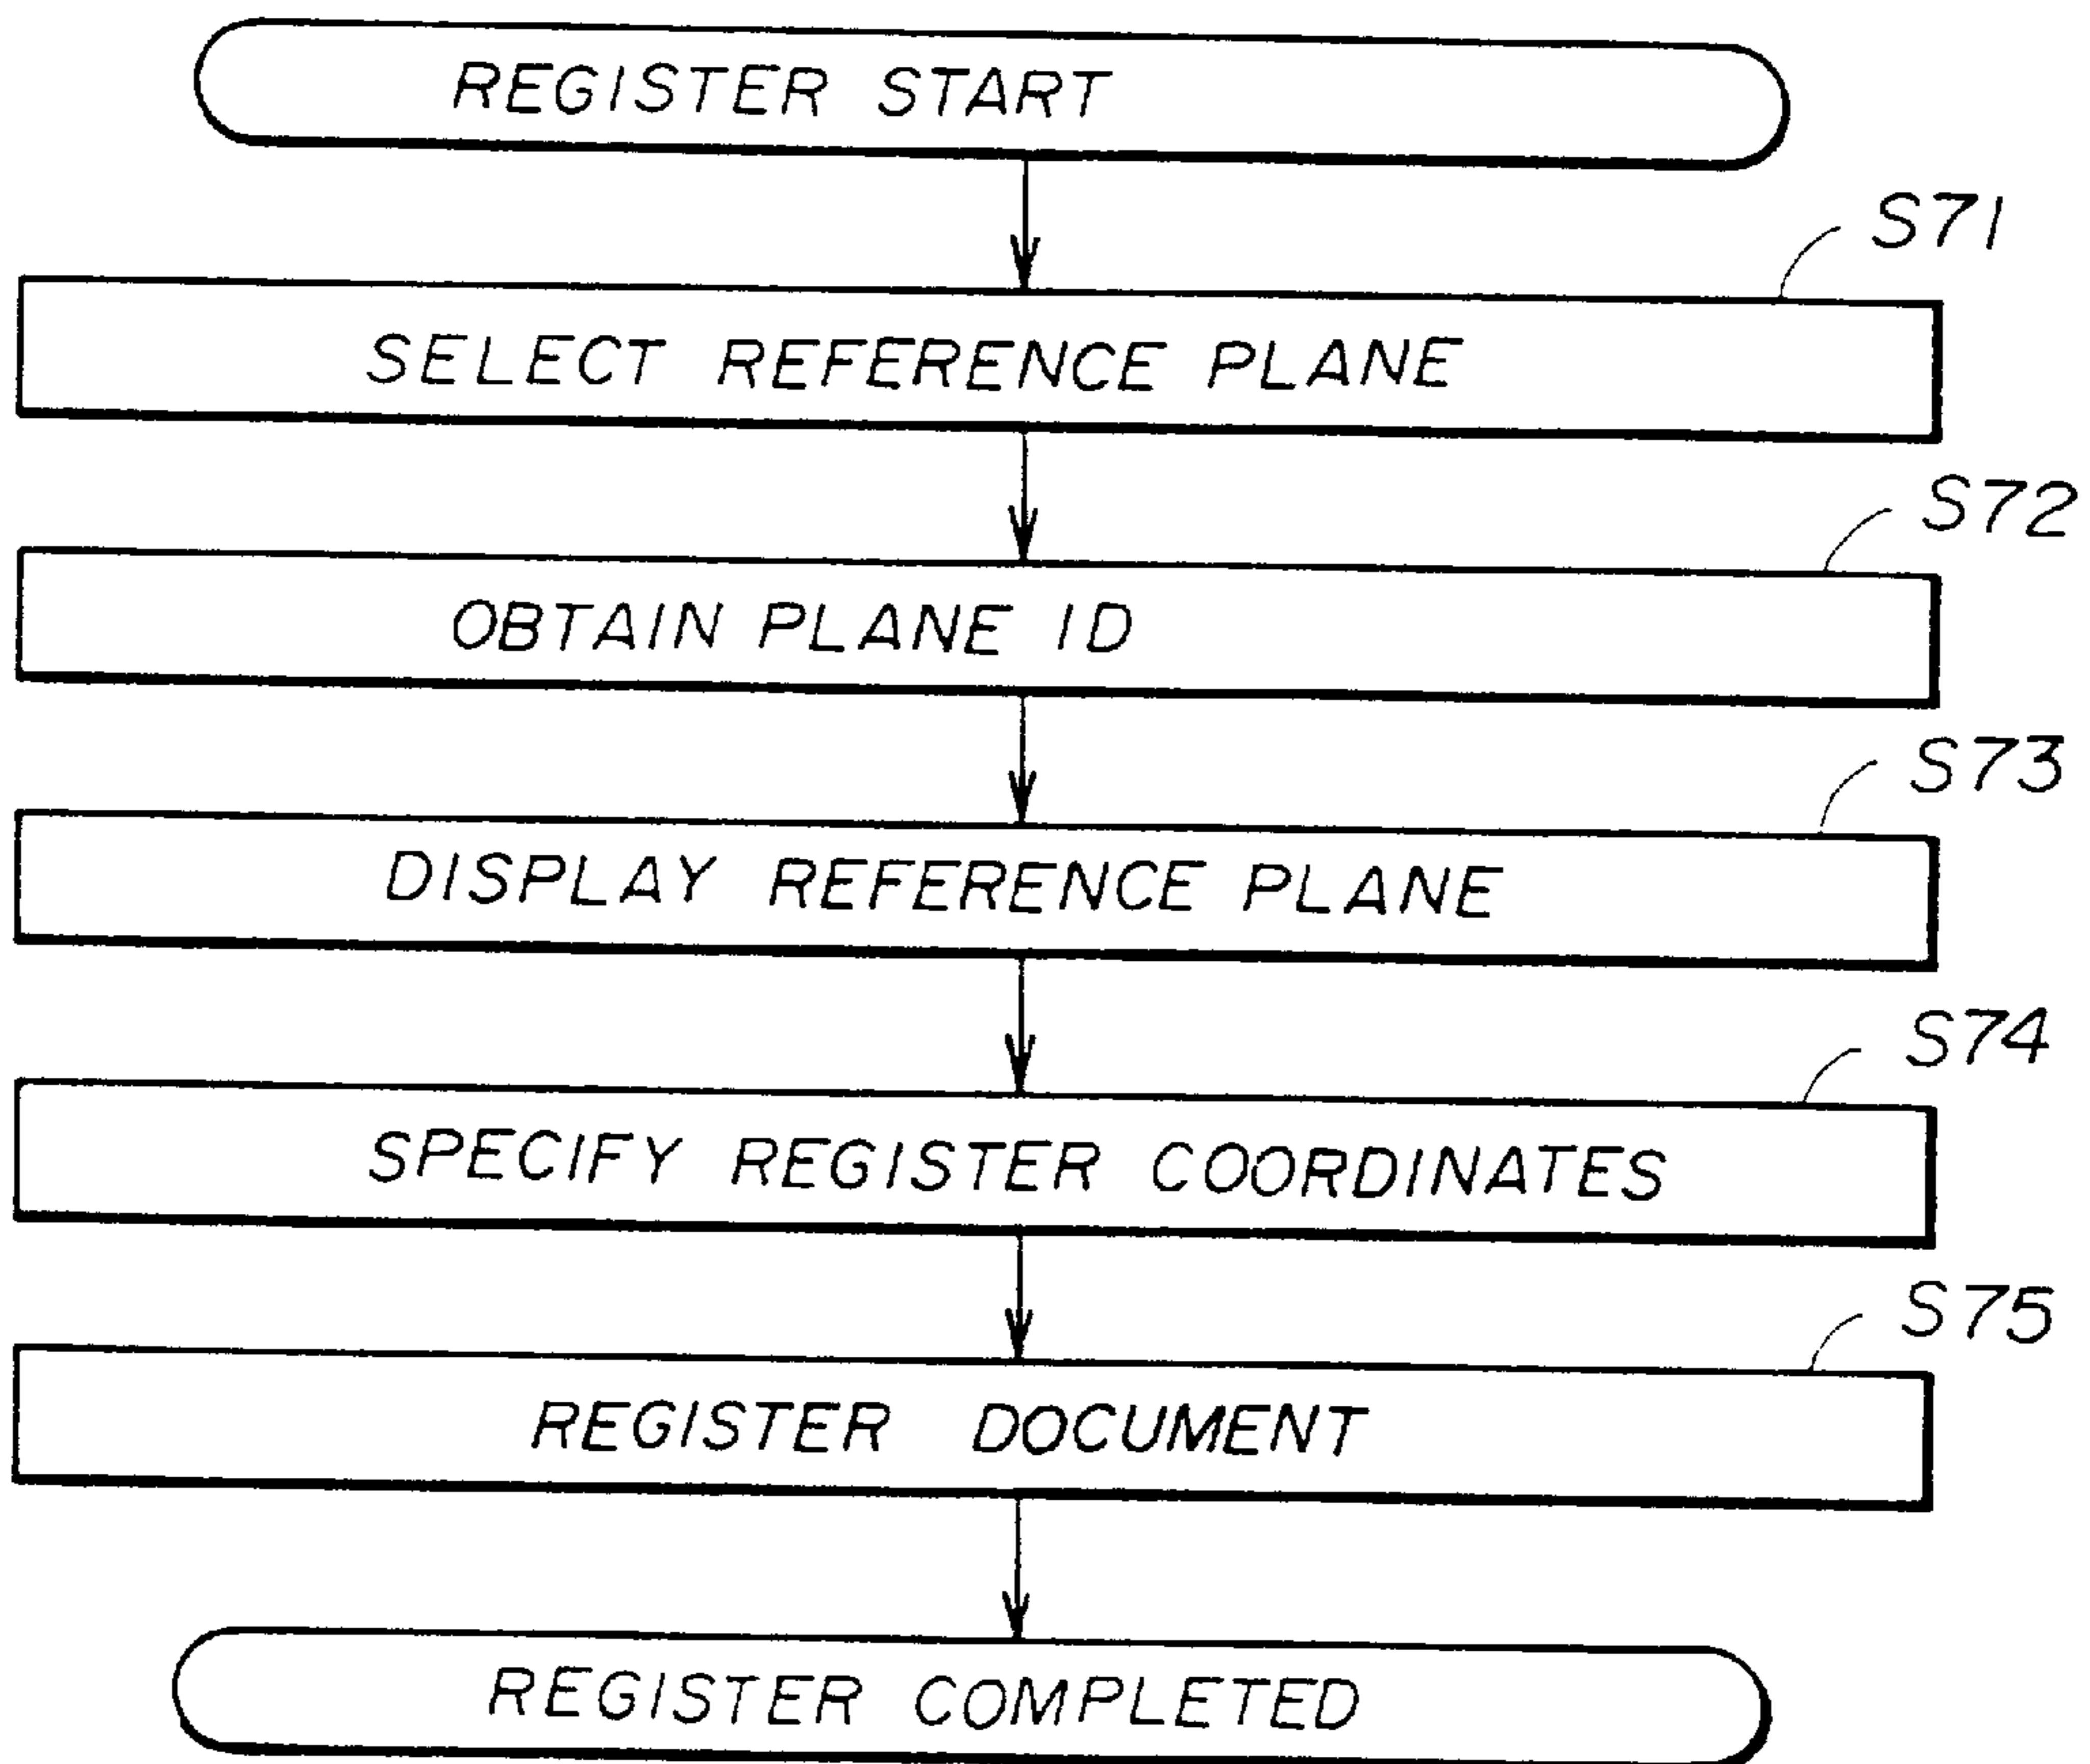 REGISTER START
S71
SELECT REFERENCE PLANE
S72
OBTAIN PLANE ID
S73
DISPLAY REFERENCE PLANE
S74
SPECIFY REGISTER COORDINATES
S75
REGISTER DOCUMENT
REGISTER COMPLETED